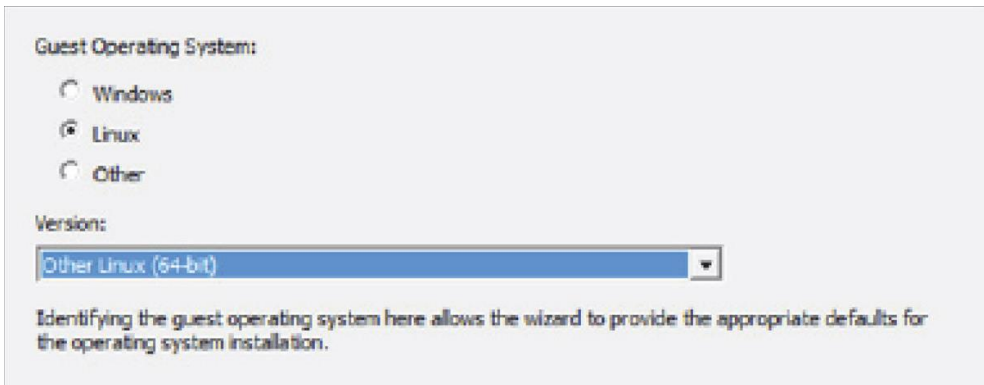 Guest Operating System:
Windows
Linux
Other
Version:
Other Linux (64-bit)
Identifying the guest operating system here allows the wizard to provide the appropriate defaults for
the operating system installation.